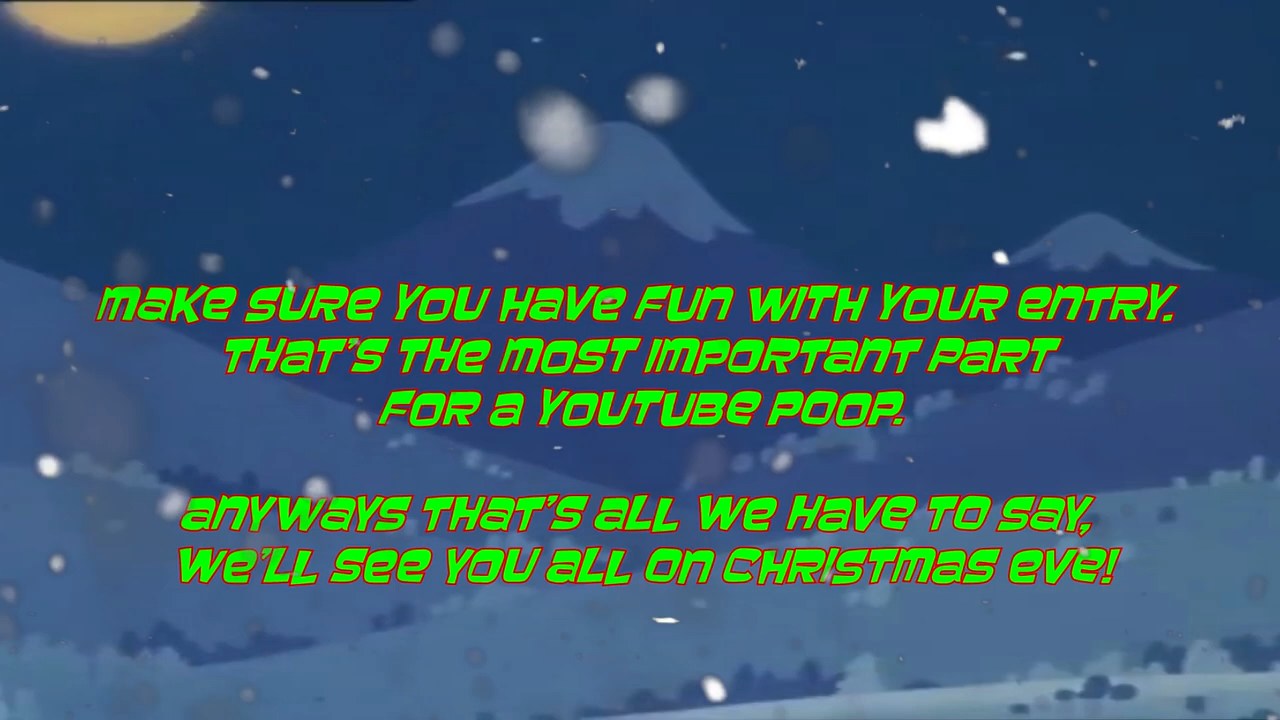 MAKE SURE YOU HAVE FUN WITH YOUR ENTRY.
THAT'S THE MOST IMPORTANT PART
FOR A YOUTUBE POOP.
ANYWAYS THAT'S ALL WE HAVE TO SAY,
WE'LL SEE YOU ALL ON CHRISTMAS EVE!